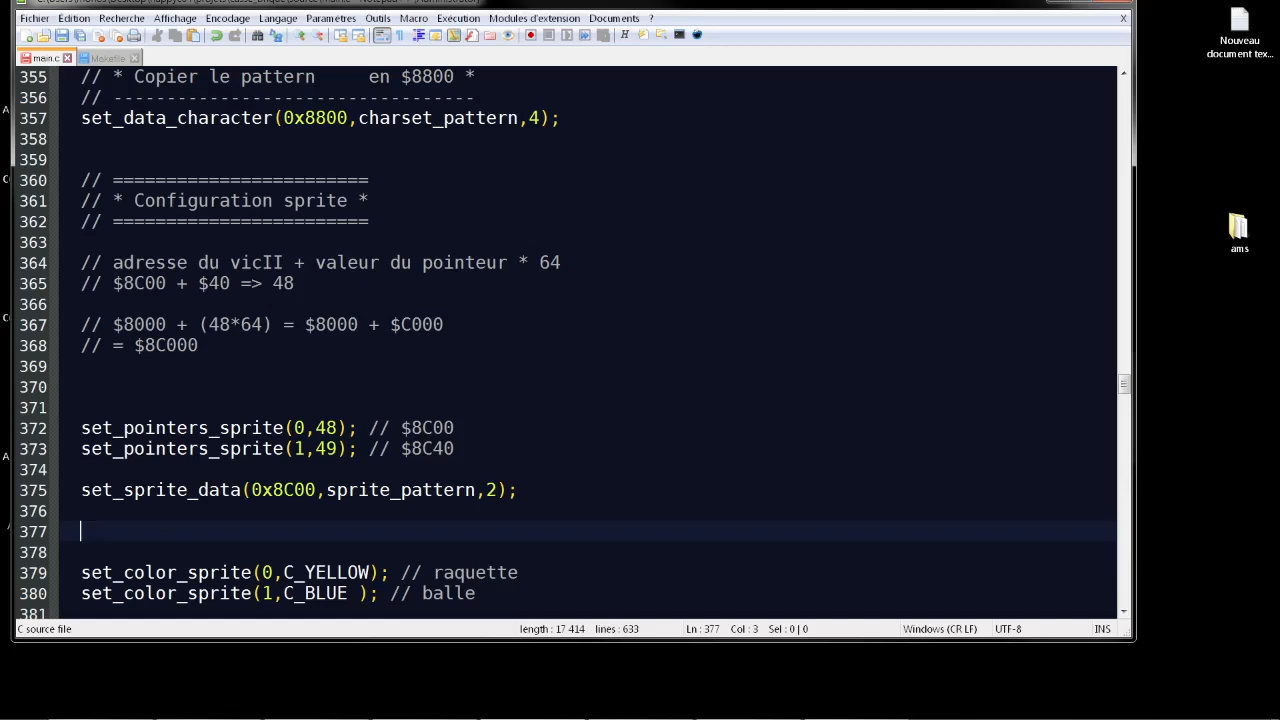 Fichier Édition Recherche Affichage Encodage Langage Paramètres Outils Macro Exécution Modules d'extension Documents ? X
main.c Makefile
355 // * Copier le pattern en $8800 *
356 // ----------------------------------
357 set_data_character(0x8800,charset_pattern,4);
358
359
360 // ========================
361 // * Configuration sprite *
362 // ========================
363
364 // adresse du vicII + valeur du pointeur * 64
365 // $8C00 + $40 => 48
366
367 // $8000 + (48*64) = $8000 + $C000
368 // = $8C000
369
370
371
372 set_pointers_sprite(0,48); // $8C00
373 set_pointers_sprite(1,49); // $8C40
374
375 set_sprite_data(0x8C00,sprite_pattern,2);
376
377
378
379 set_color_sprite(0,C_YELLOW); // raquette
380 set_color_sprite(1,C_BLUE ); // balle
381
C source file length : 17 414 lines : 633 Ln : 377 Col : 3 Sel : 0 | 0 Windows (CR LF) UTF-8 INS
Nouveau
document tex...
ams